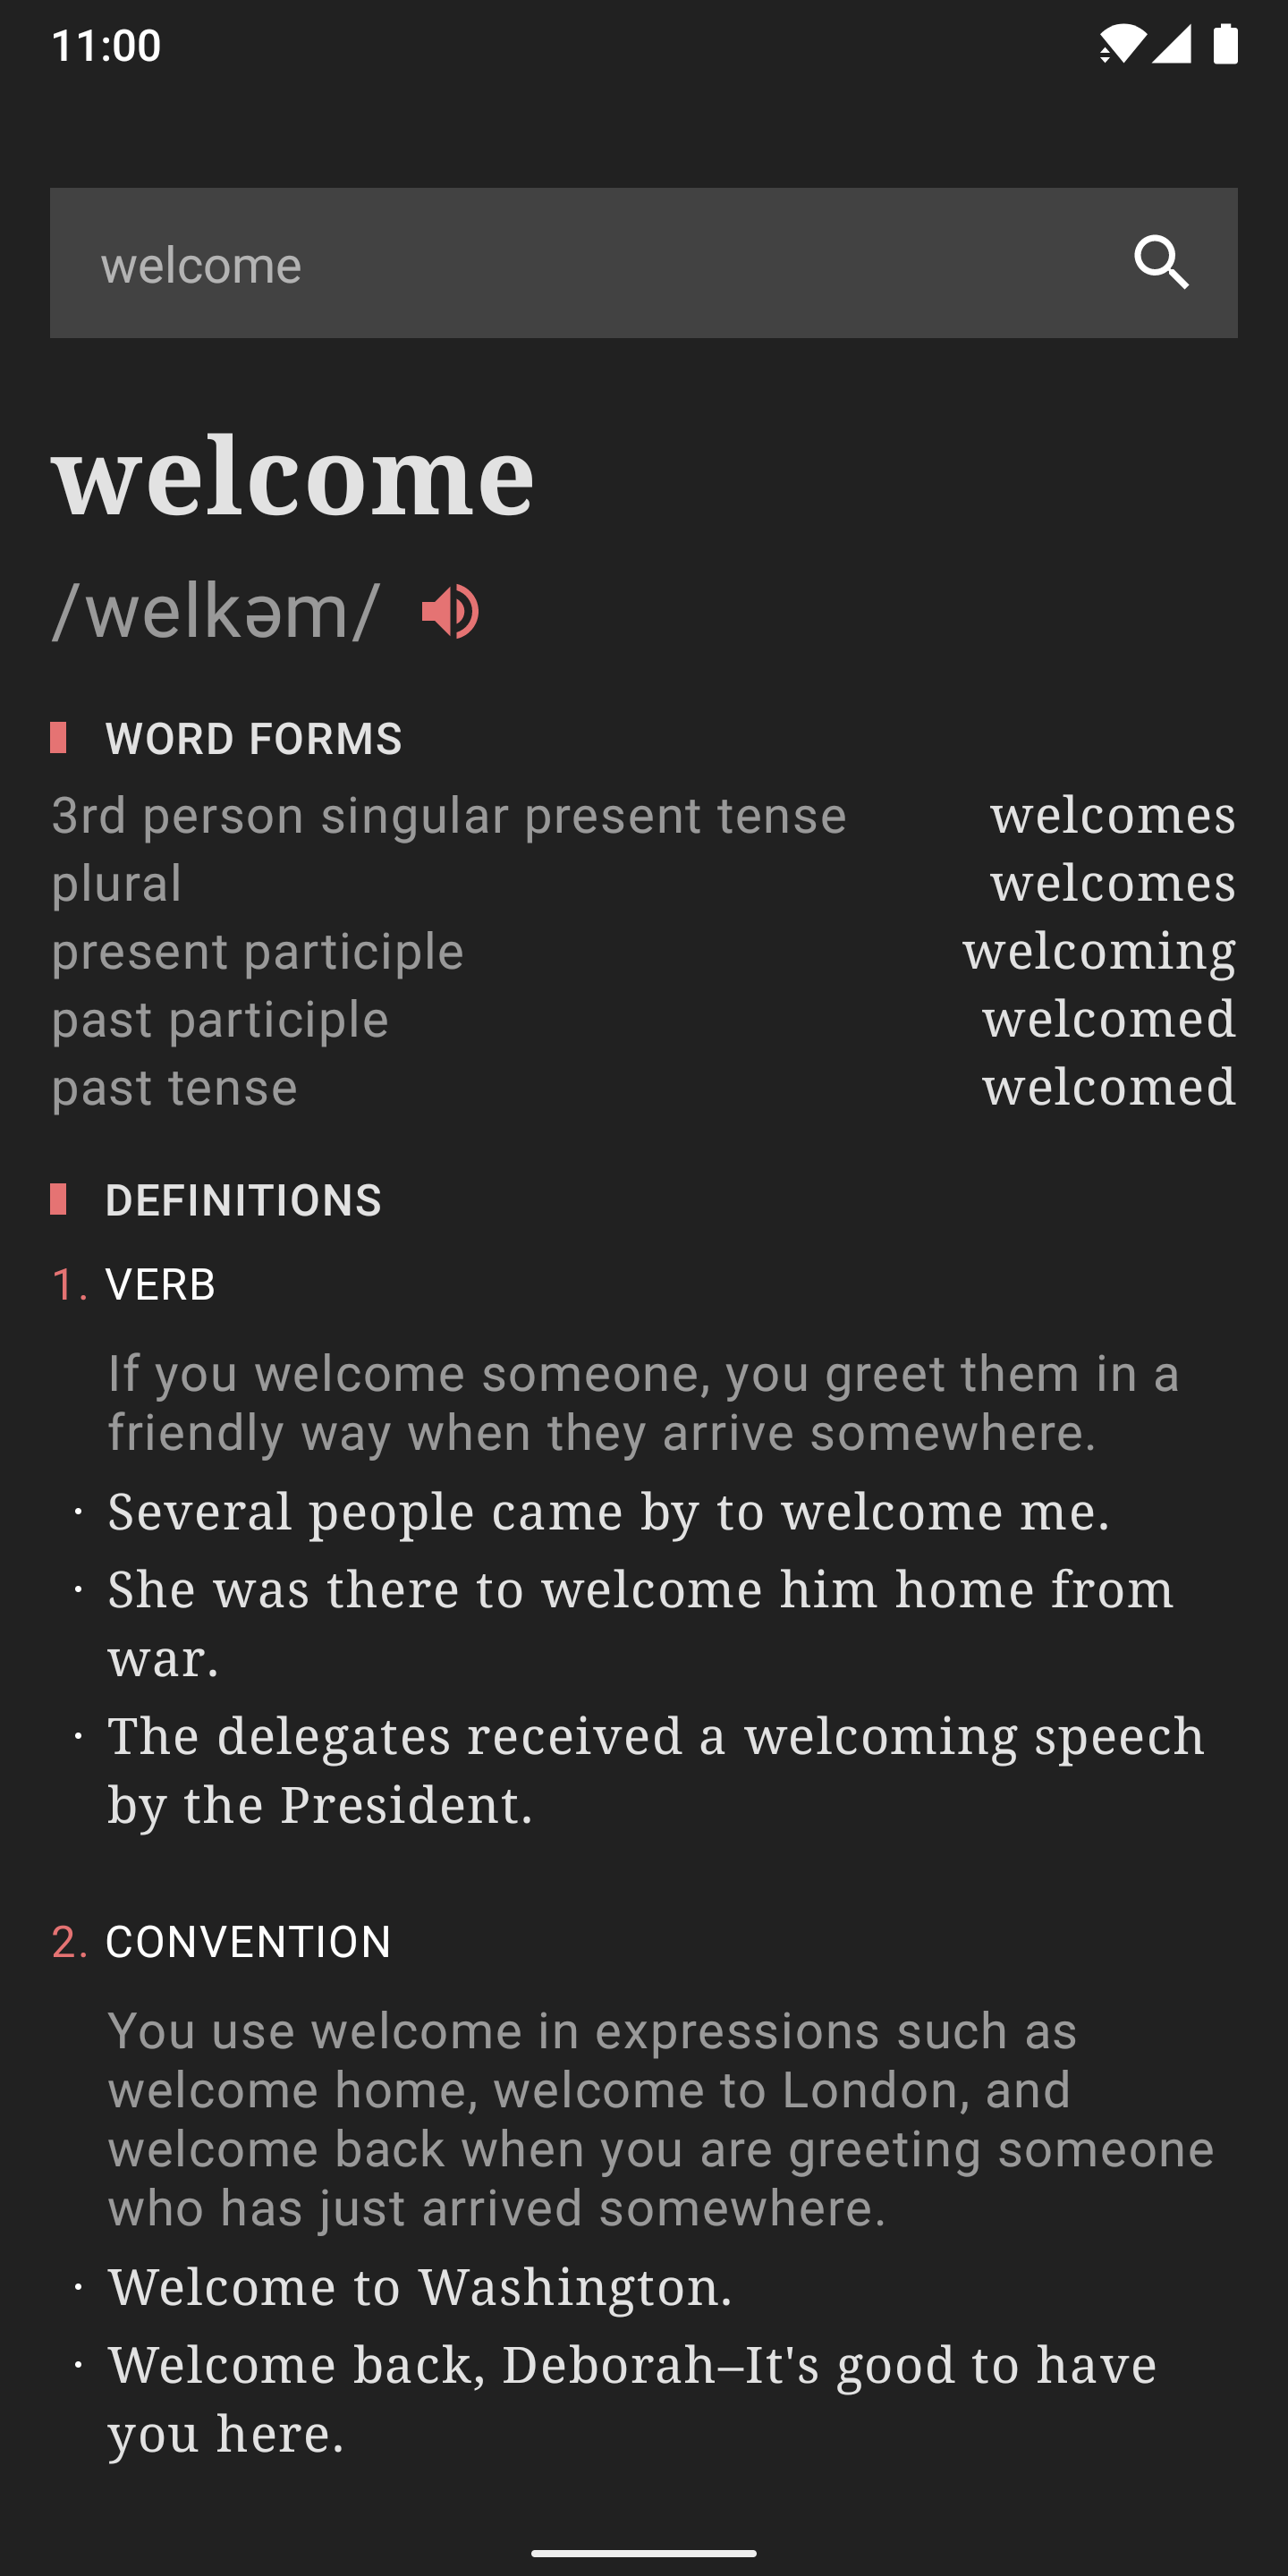 11:00
welcome
welcome
/welkəm/
WORD FORMS
3rd person singular present tense welcomes
plural welcomes
present participle welcoming
past participle welcomed
past tense welcomed
DEFINITIONS
1. VERB
If you welcome someone, you greet them in a
friendly way when they arrive somewhere.
· Several people came by to welcome me.
· She was there to welcome him home from
war.
· The delegates received a welcoming speech
by the President.
2. CONVENTION
You use welcome in expressions such as
welcome home, welcome to London, and
welcome back when you are greeting someone
who has just arrived somewhere.
· Welcome to Washington.
· Welcome back, Deborah–It's good to have
you here.